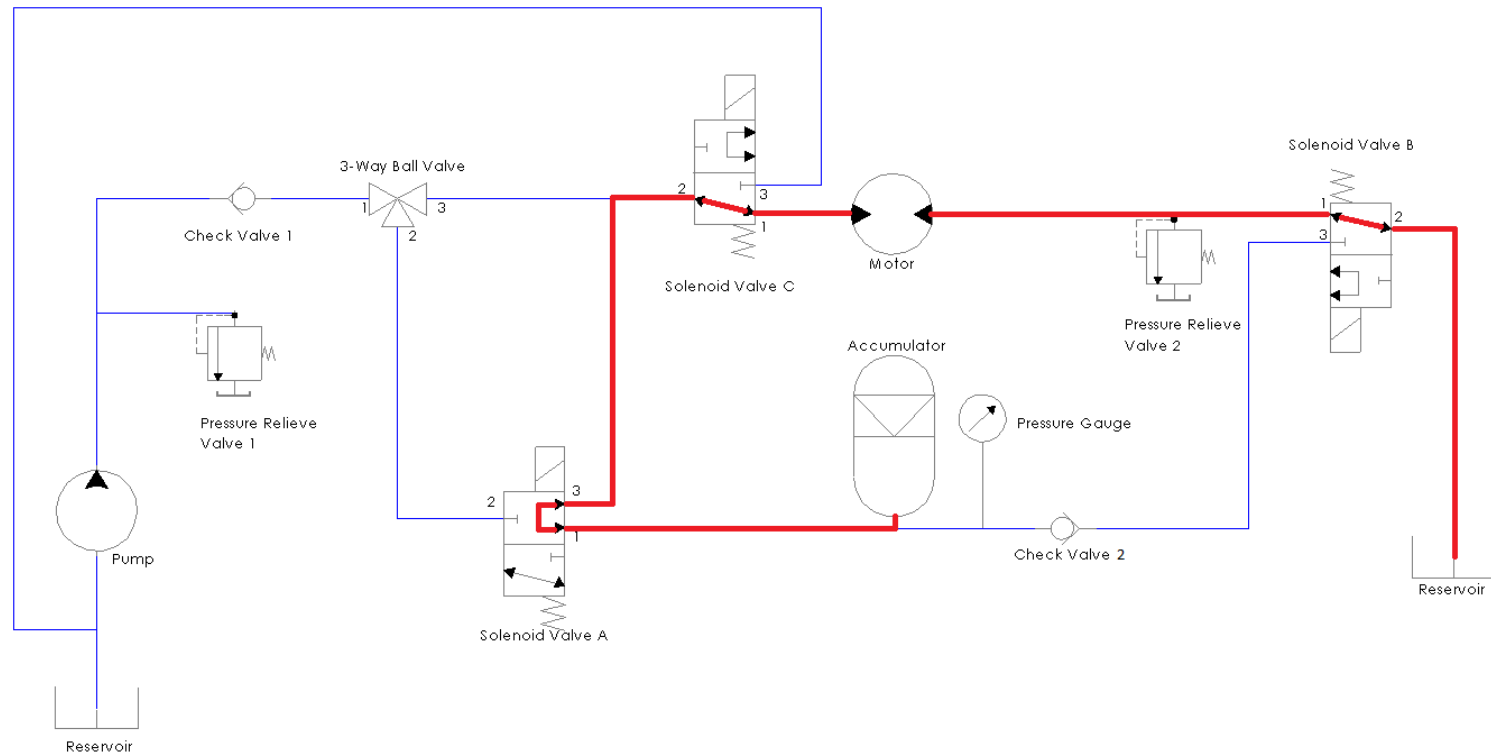 3-Way Ball Valve
1
3
2
Check Valve 1
Pressure Relieve
Valve 1
Pump
Reservoir
2
3
1
Solenoid Valve A
2
3
1
Solenoid Valve C
Motor
Accumulator
Pressure Gauge
Check Valve 2
Pressure Relieve
Valve 2
Solenoid Valve B
1
2
3
Reservoir